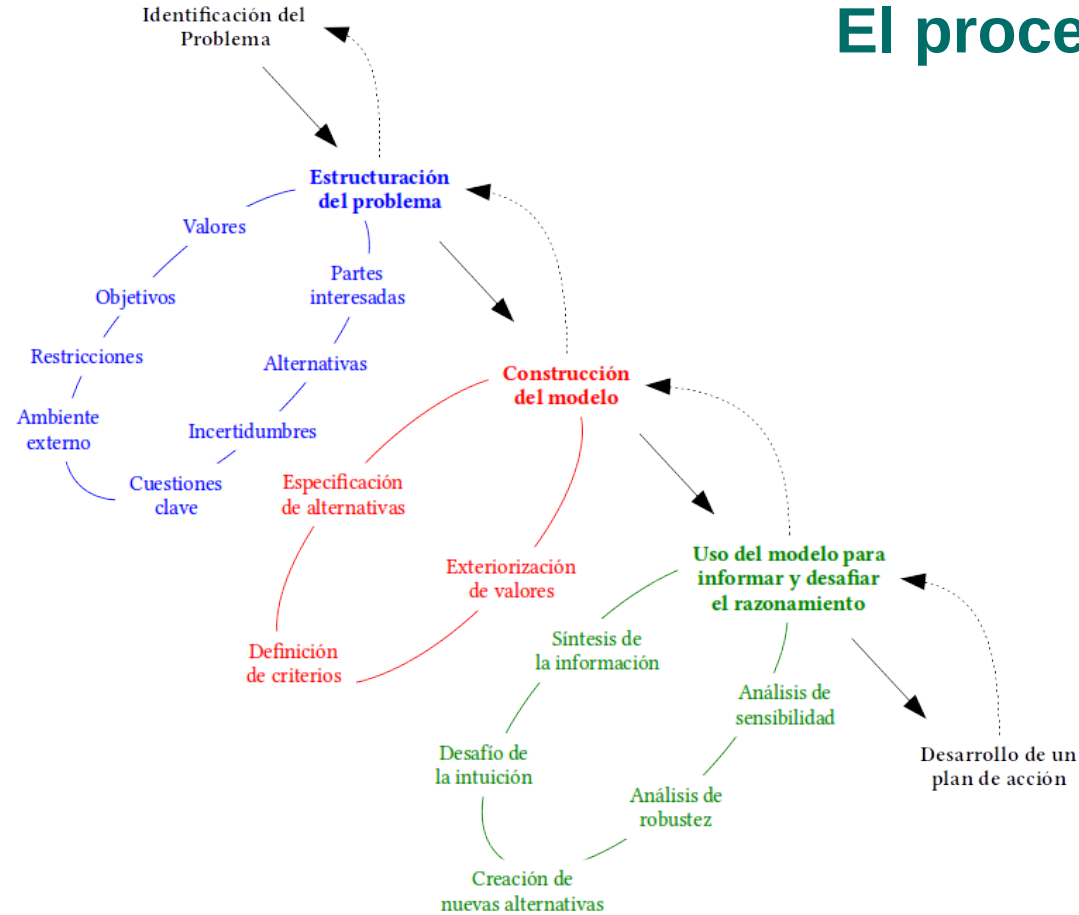 El proce
Identificación del
Problema
Estructuración
del problema
Valores
Objetivos
Restricciones
Ambiente
externo
Cuestiones
clave
Incertidumbres
Alternativas
Partes
interesadas
Construcción
del modelo
Especificación
de alternativas
Definición
de criterios
Exteriorización
de valores
Uso del modelo para
informar y desafiar
el razonamiento
Síntesis de
la información
Desafío de
la intuición
Creación de
nuevas alternativas
Análisis de
robustez
Análisis de
sensibilidad
Desarrollo de un
plan de acción